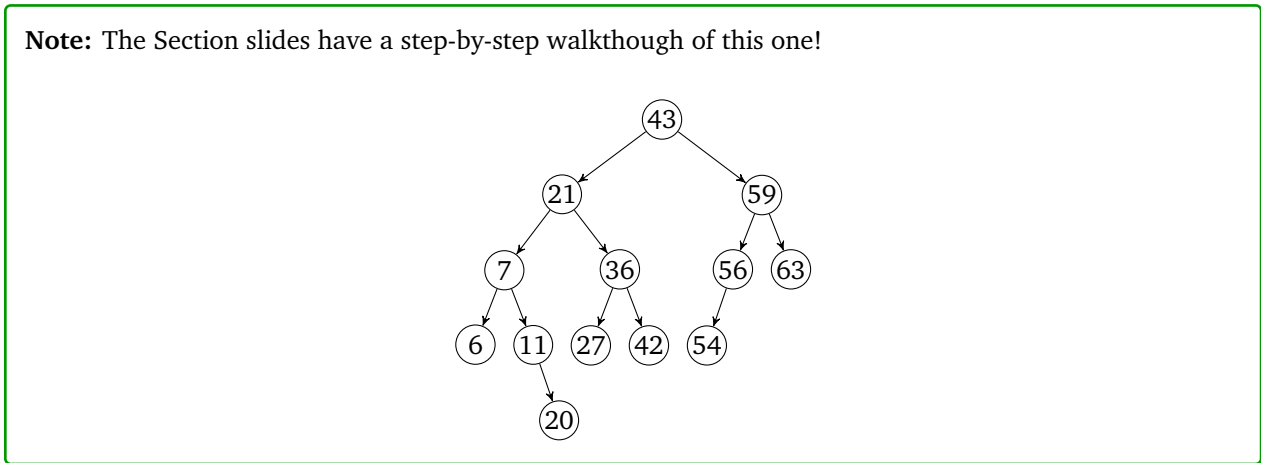 Note: The Section slides have a step-by-step walkthough of this one!
43
21 59
7 36 56 63
6 11 27 42 54
20